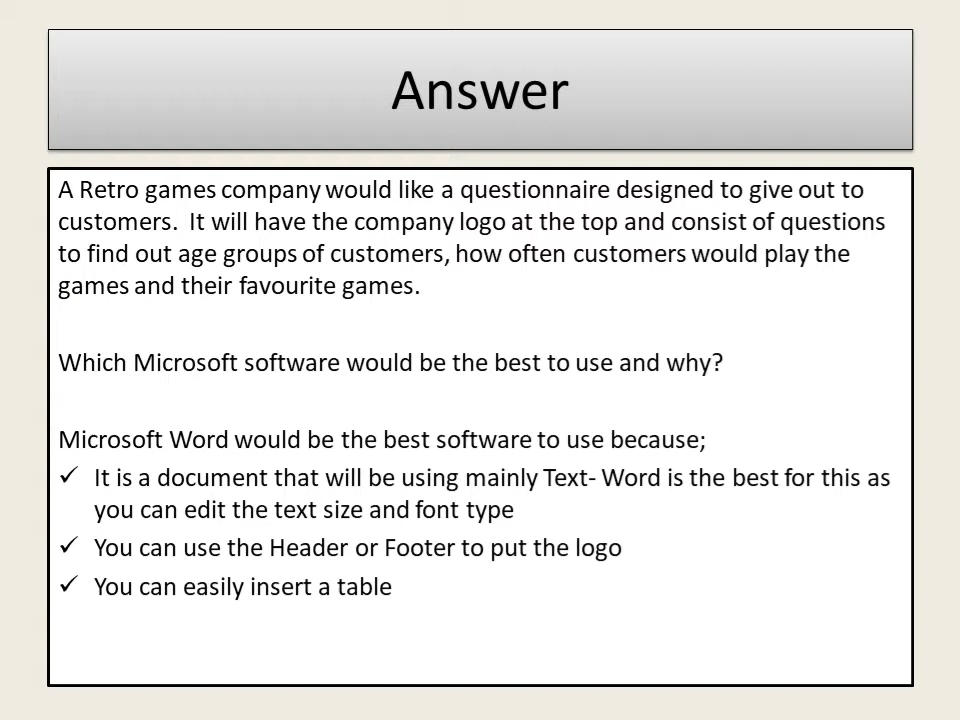 Answer
A Retro games company would like a questionnaire designed to give out to
customers.  It will have the company logo at the top and consist of questions
to find out age groups of customers, how often customers would play the
games and their favourite games.
Which Microsoft software would be the best to use and why?
Microsoft Word would be the best software to use because;
✓ It is a document that will be using mainly Text- Word is the best for this as
you can edit the text size and font type
✓ You can use the Header or Footer to put the logo
✓ You can easily insert a table